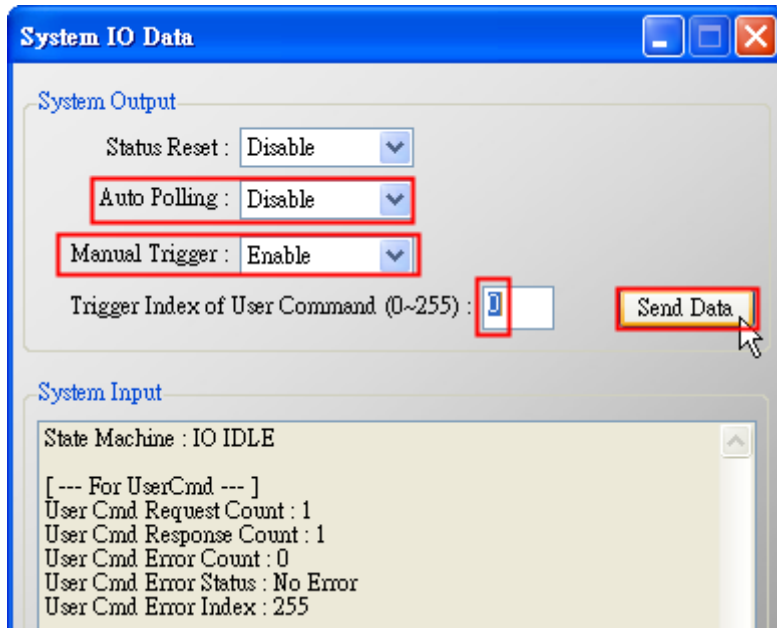 System IO Data
System Output
Status Reset : Disable
Auto Polling : Disable
Manual Trigger : Enable
Trigger Index of User Command (0~255) : 0
Send Data
System Input
State Machine : IO IDLE
[ --- For UserCmd --- ]
User Cmd Request Count : 1
User Cmd Response Count : 1
User Cmd Error Count : 0
User Cmd Error Status : No Error
User Cmd Error Index : 255